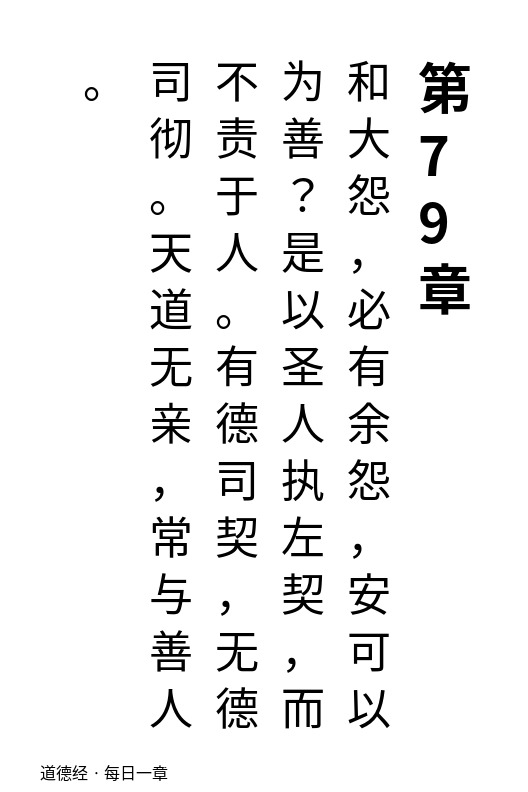 第79章
和大怨，必有余怨，安可以
为善？是以圣人执左契，而
不责于人。有德司契，无德
司彻。天道无亲，常与善人
。
道德经 · 每日一章